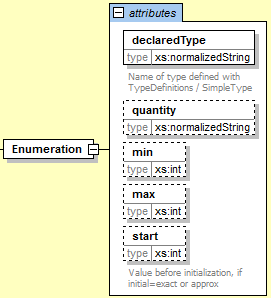 attributes
declaredType
type xs:normalizedString
Name of type defined with
TypeDefinitions / SimpleType
quantity
type xs:normalizedString
Enumeration
min
type xs:int
max
type xs:int
start
type xs:int
Value before initialization, if
initial=exact or approx